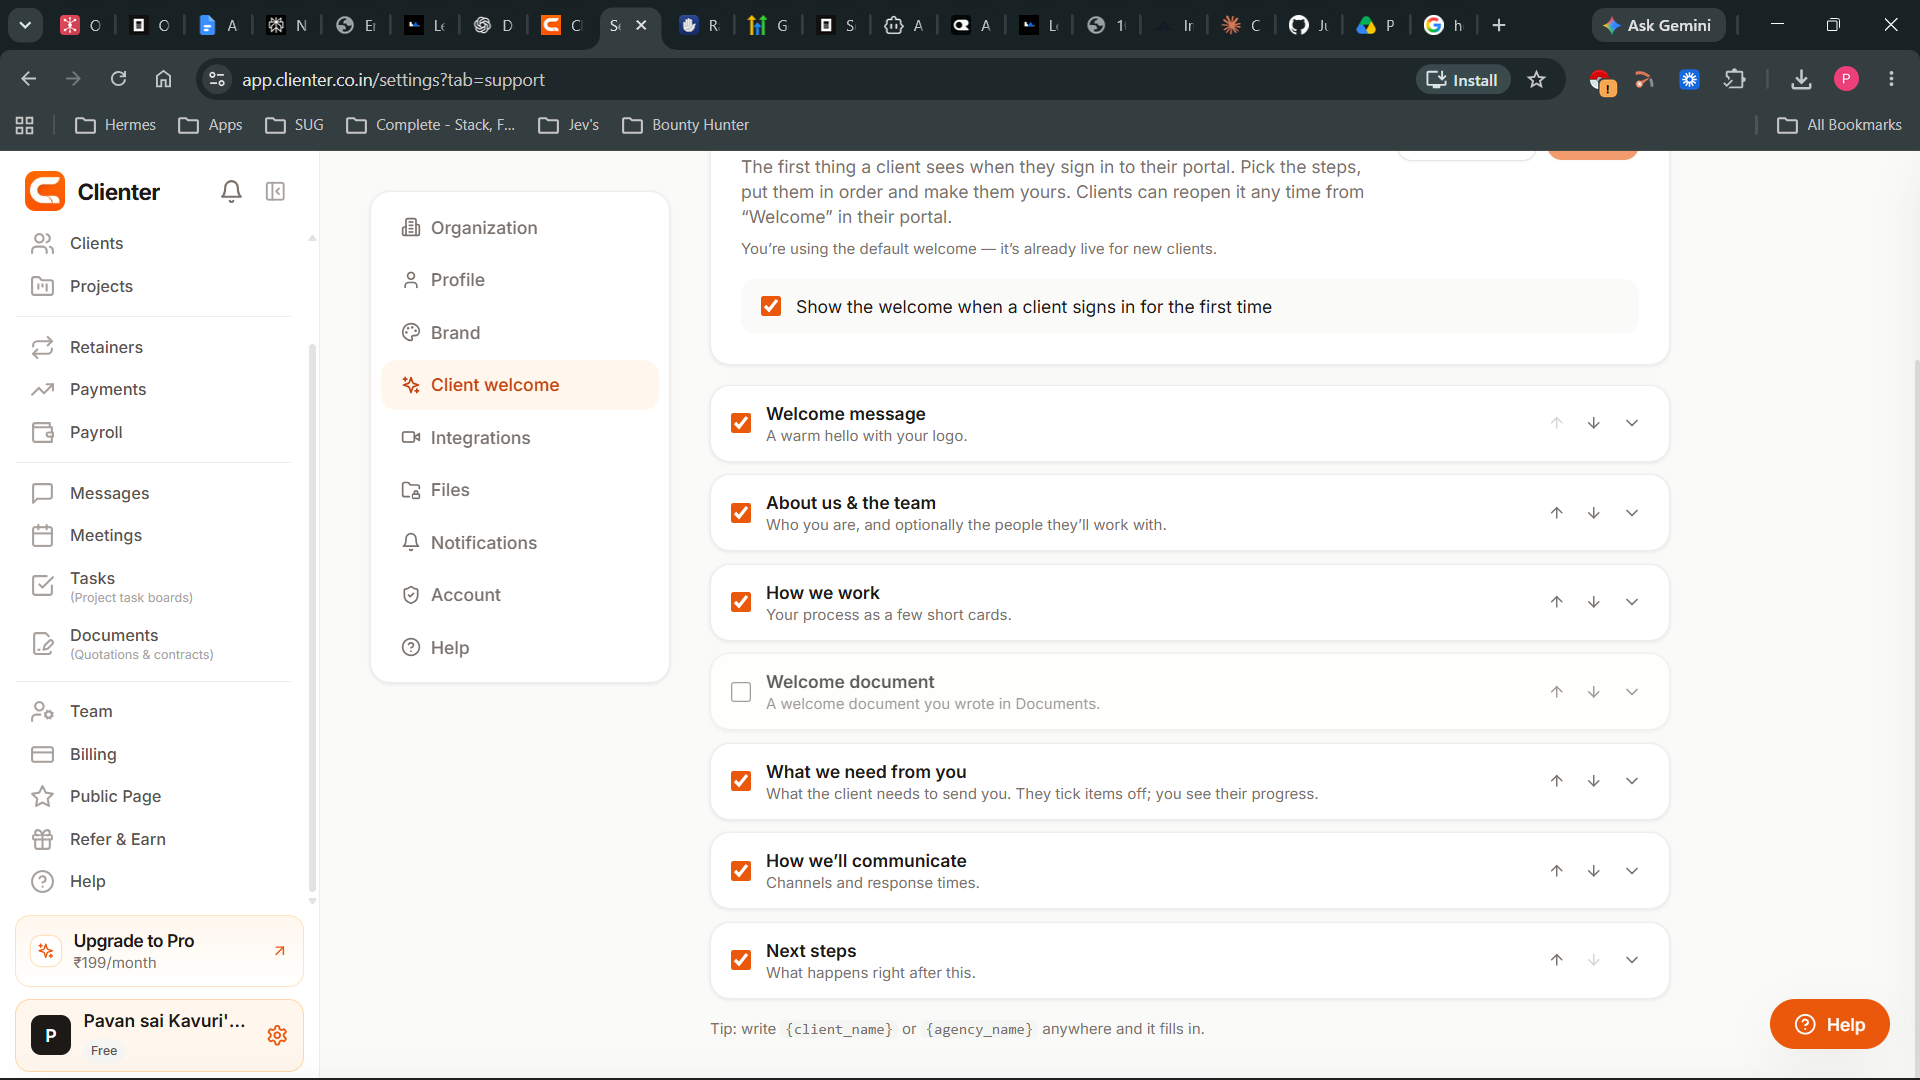 Ask Gemini
app.clienter.co.in/settings?tab=support
Install
Hermes
Apps
SUG
Complete - Stack, F...
Jev's
Bounty Hunter
All Bookmarks
Clienter
Clients
Projects
Retainers
Payments
Payroll
Messages
Meetings
Tasks
(Project task boards)
Documents
(Quotations & contracts)
Team
Billing
Public Page
Refer & Earn
Help
Upgrade to Pro
₹199/month
P
Pavan sai Kavuri'...
Free
Organization
Profile
Brand
Client welcome
Integrations
Files
Notifications
Account
Help
The first thing a client sees when they sign in to their portal. Pick the steps,
put them in order and make them yours. Clients can reopen it any time from
“Welcome” in their portal.
You’re using the default welcome — it’s already live for new clients.
Show the welcome when a client signs in for the first time
Welcome message
A warm hello with your logo.
About us & the team
Who you are, and optionally the people they’ll work with.
How we work
Your process as a few short cards.
Welcome document
A welcome document you wrote in Documents.
What we need from you
What the client needs to send you. They tick items off; you see their progress.
How we’ll communicate
Channels and response times.
Next steps
What happens right after this.
Tip: write {client_name} or {agency_name} anywhere and it fills in.
Help